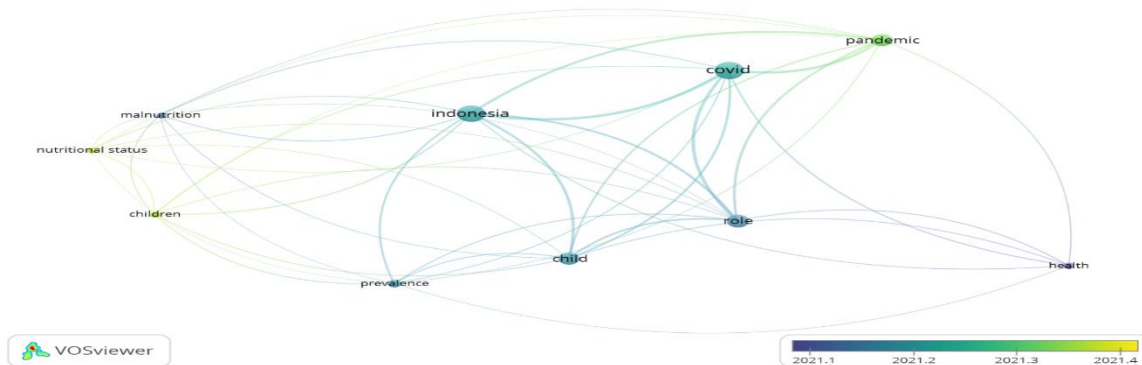 pandemic
covid
malnutrition
indonesia
nutritional status
children
role
child
health
prevalence
VOSviewer
2021.1 2021.2 2021.3 2021.4